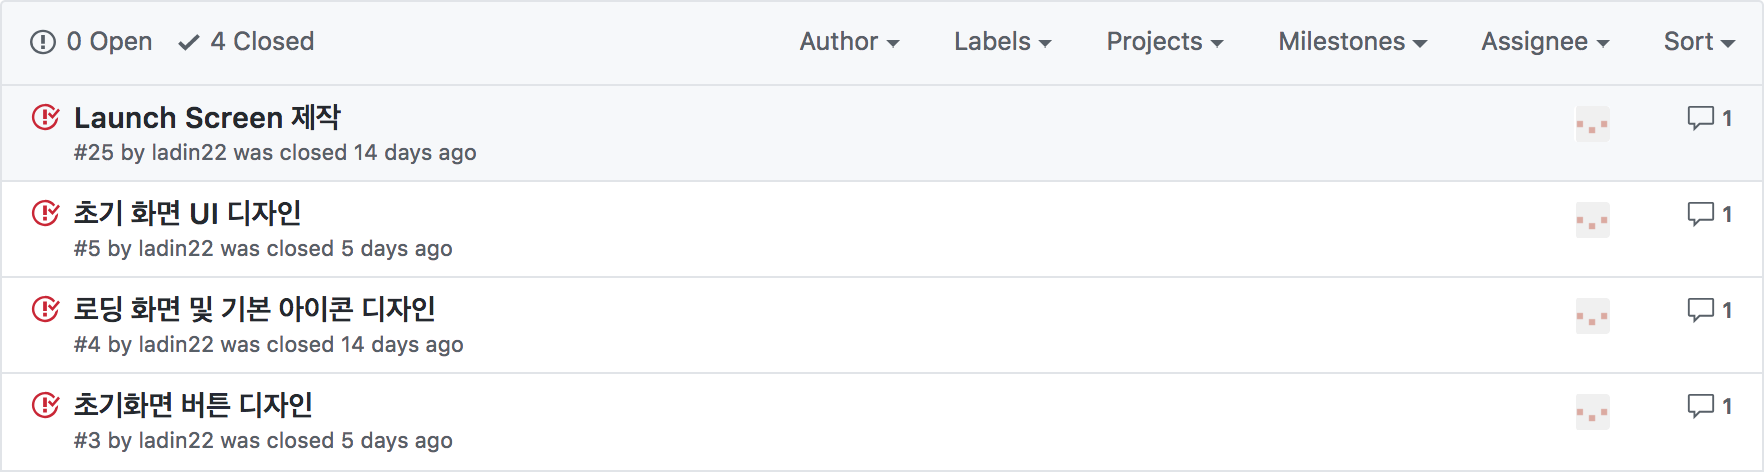 0 Open 4 Closed Author Labels Projects Milestones Assignee Sort
Launch Screen 제작 1
#25 by ladin22 was closed 14 days ago
초기 화면 UI 디자인 1
#5 by ladin22 was closed 5 days ago
로딩 화면 및 기본 아이콘 디자인 1
#4 by ladin22 was closed 14 days ago
초기화면 버튼 디자인 1
#3 by ladin22 was closed 5 days ago